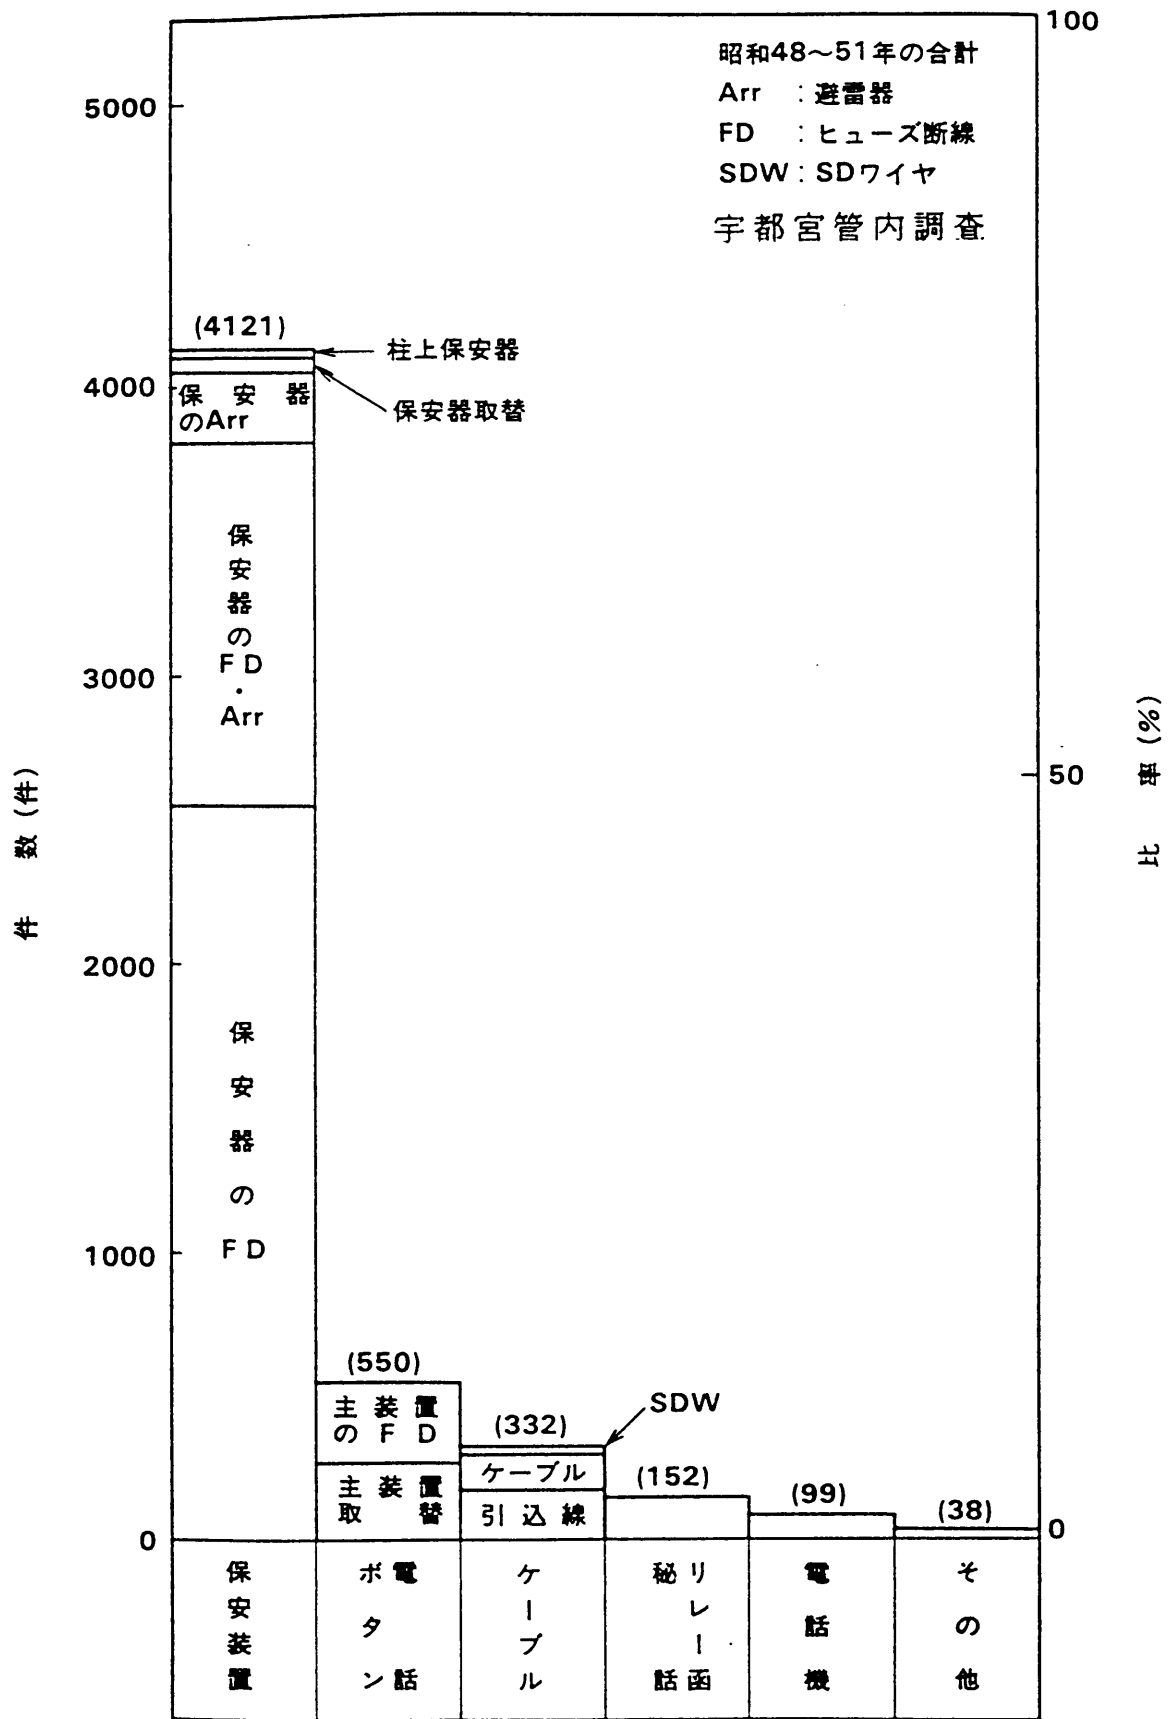 100
昭和48～51年の合計
Arr : 避雷器
FD : ヒューズ断線
SDW : SDワイヤ
宇都宮管内調査
5000
(4121)
柱上保安器
4000
保安器
のArr
保安器取替
保安器のFD・Arr
3000
50
件数(件)
比率(%)
2000
保安器のFD
1000
(550)
主装置
のFD
主装置
取替
(332)
SDW
ケーブル
引込線
(152)
(99)
(38)
0
0
保安装置
ボタン
電話
ケーブル
秘話
リレー函
電話機
その他